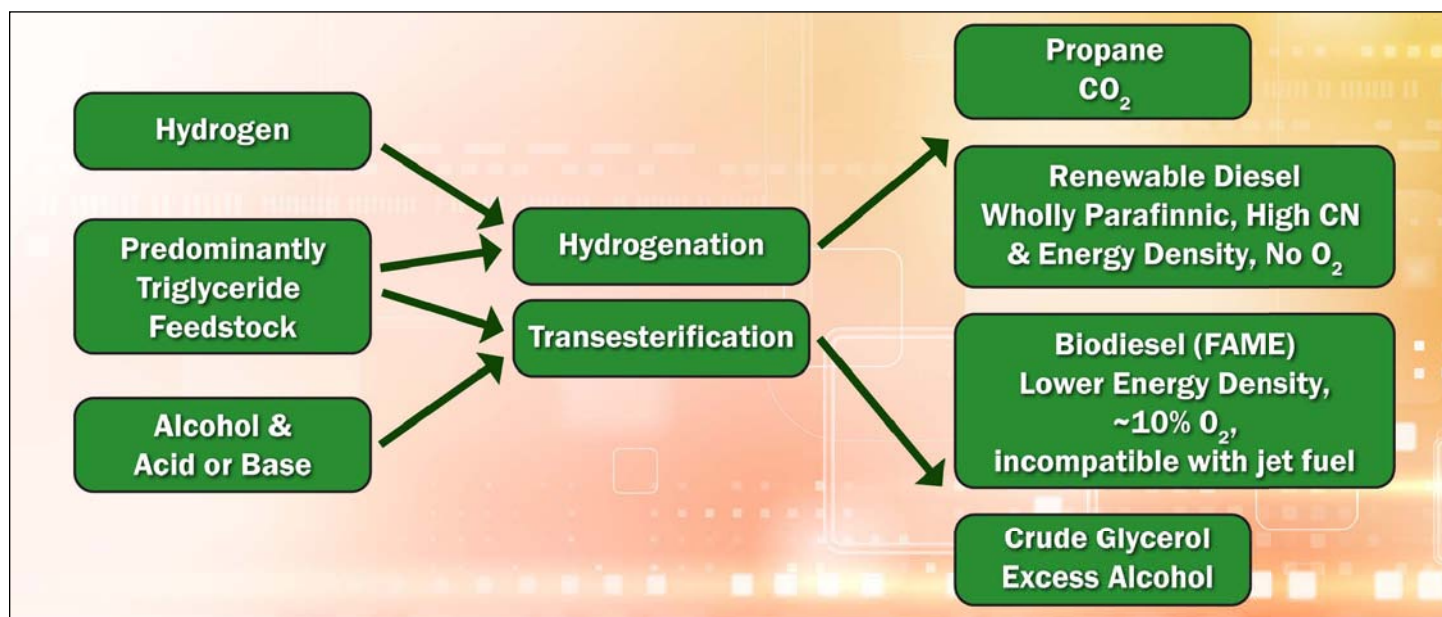 Hydrogen
Predominantly
Triglyceride
Feedstock
Alcohol &
Acid or Base
Hydrogenation
Transesterification
Propane
CO₂
Renewable Diesel
Wholly Parafinnic, High CN
& Energy Density, No O₂
Biodiesel (FAME)
Lower Energy Density,
~10% O₂,
incompatible with jet fuel
Crude Glycerol
Excess Alcohol